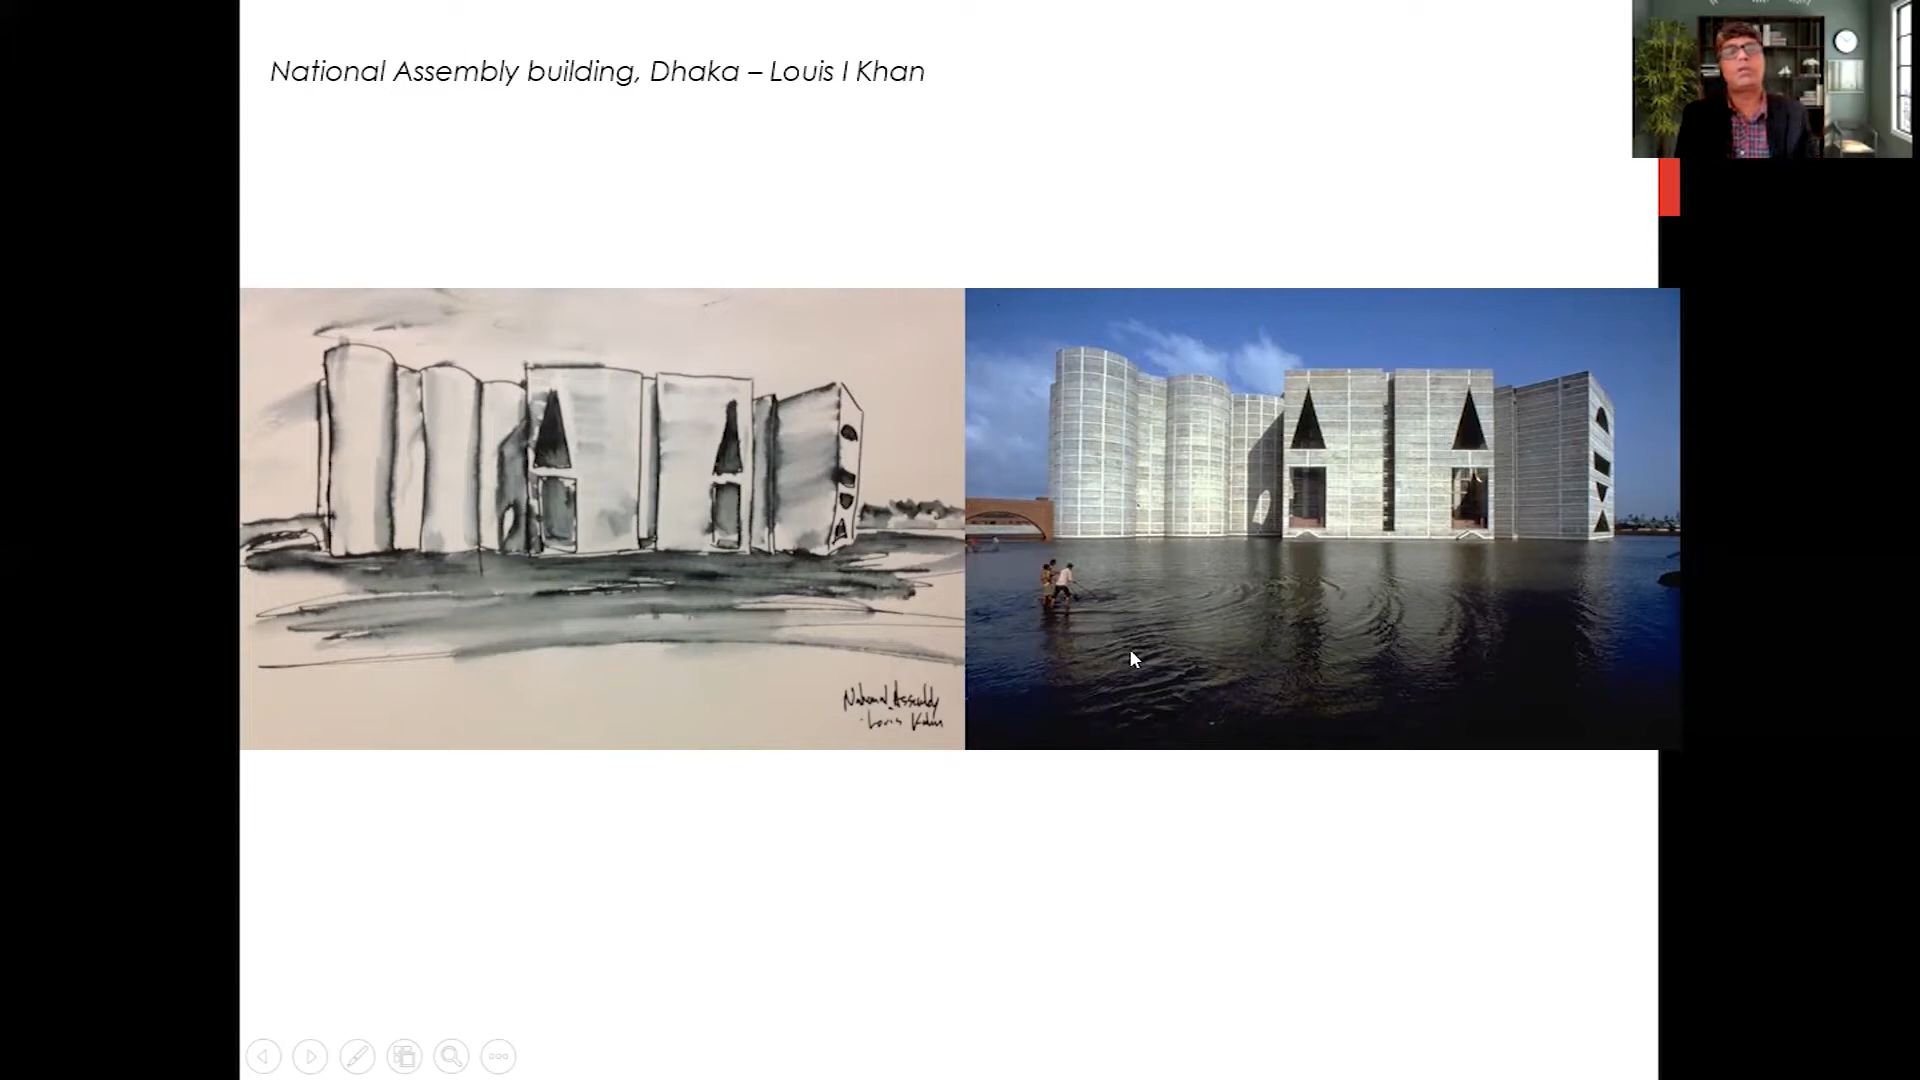 National Assembly building, Dhaka – Louis I Khan
National Assembly
- Louis Kahn